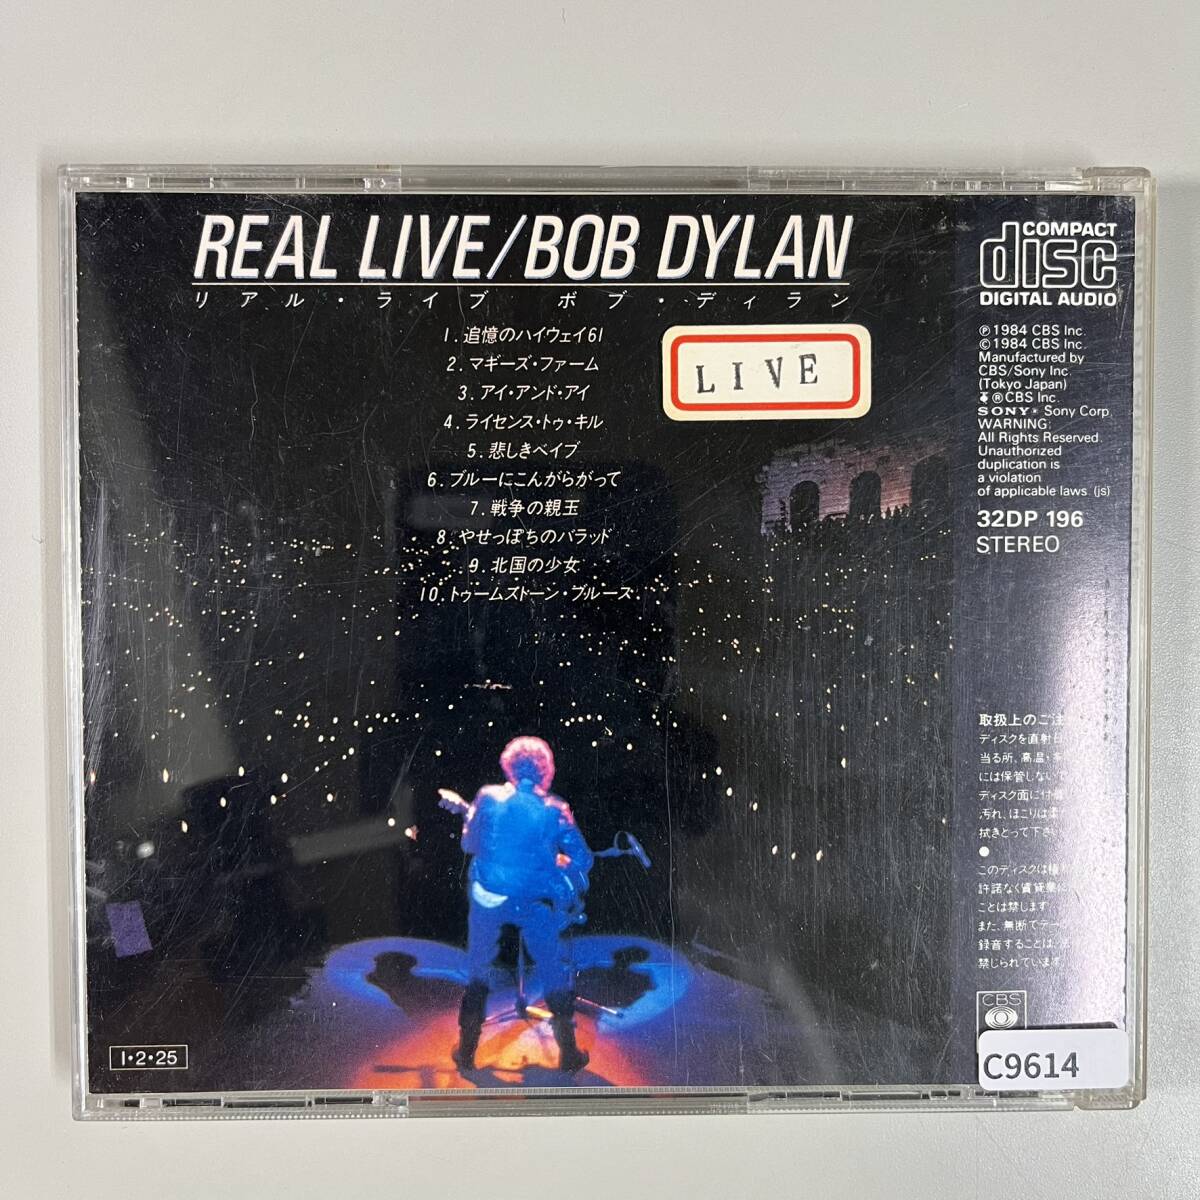 REAL LIVE/BOB DYLAN
リアル・ライブ ボブ・ディラン
1. 追憶のハイウェイ61
2. マギーズ・ファーム
3. アイ・アンド・アイ
4. ライセンス・トゥ・キル
5. 悲しきベイブ
6. ブルーにこんがらがって
7. 戦争の親玉
8. やせっぽちのバラッド
9. 北国の少女
10. トゥームストーン・ブルース
LIVE
COMPACT
disc
DIGITAL AUDIO
Ⓟ 1984 CBS Inc.
© 1984 CBS Inc.
Manufactured by
CBS/Sony Inc.
(Tokyo Japan)
® CBS Inc.
SONY® Sony Corp.
WARNING:
All Rights Reserved.
Unauthorized
duplication is
a violation
of applicable laws. (js)
32DP 196
STEREO
取扱上のご注
ディスクを直射日
当る所、高温・多
には保管しないで
ディスク面に付着
汚れ、ほこりは柔
拭きとって下さい
●
このディスクは権利
許諾なく賃貸業に
ことは禁じます
また、無断でテープ
録音することは、法
禁じられています。
CBS
C9614
1・2・25